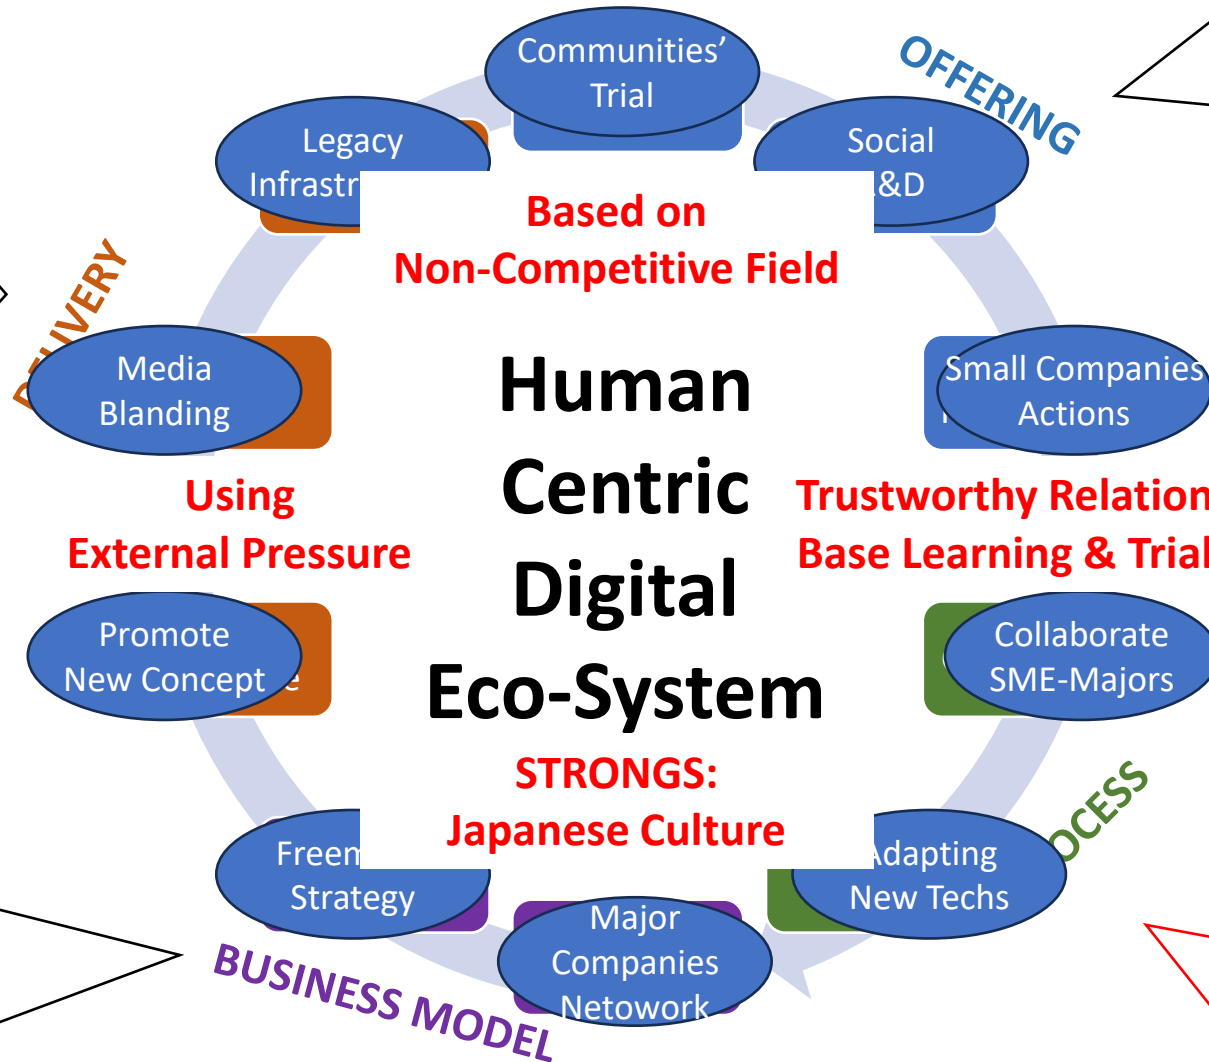 Communities'
Trial
OFFERING
Legacy
Social
&D
Based on
Non-Competitive Field
DELIVERY
Media
Blanding
Small Companies
Actions
Human
Centric
Digital
Eco-System
Using
External Pressure
Trustworthy Relation
Base Learning & Trial
Promote
New Concept
Collaborate
SME-Majors
STRONGS:
Japanese Culture
Strategy
Adapting
New Techs
Major
Companies
Netowork
BUSINESS MODEL